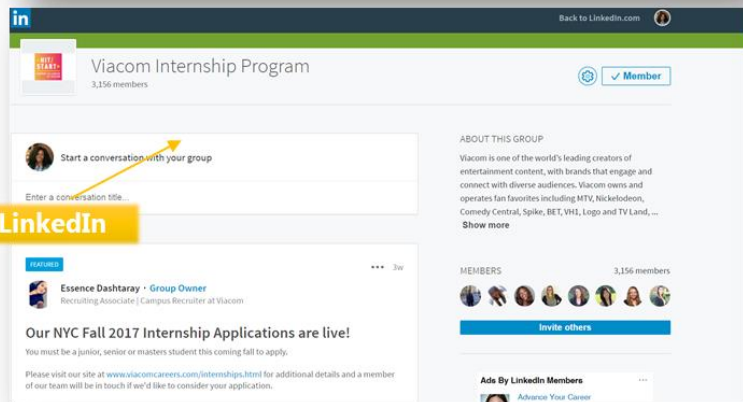 in
Back to LinkedIn.com
HIT/
START>
Viacom Internship Program
3,156 members
✓ Member
Start a conversation with your group
Enter a conversation title...
LinkedIn
FEATURED
... 3w
Essence Dashtaray · Group Owner
Recruiting Associate | Campus Recruiter at Viacom
Our NYC Fall 2017 Internship Applications are live!
You must be a junior, senior or masters student this coming fall to apply.
Please visit our site at www.viacomcareers.com/internships.html for additional details and a member
of our team will be in touch if we'd like to consider your application.
ABOUT THIS GROUP
Viacom is one of the world's leading creators of
entertainment content, with brands that engage and
connect with diverse audiences. Viacom owns and
operates fan favorites including MTV, Nickelodeon,
Comedy Central, Spike, BET, VH1, Logo and TV Land, ...
Show more
MEMBERS
3,156 members
Invite others
Ads By LinkedIn Members
...
Advance Your Career